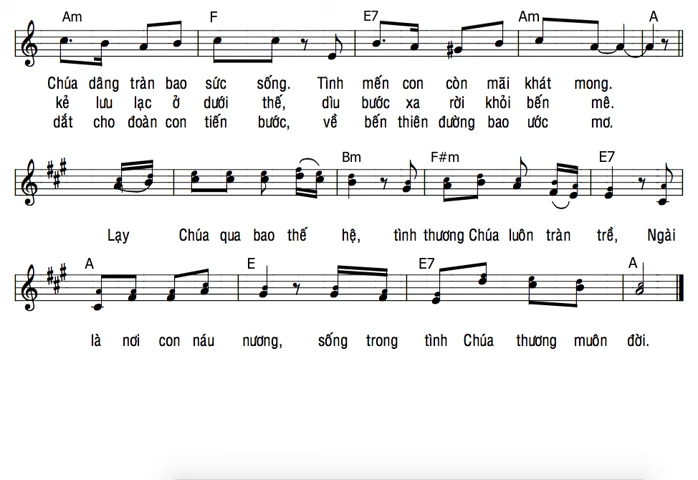 Am F E7 Am A
Chúa dâng tràn bao sức sống. Tình mến con còn mãi khát mong.
kẻ lưu lạc ở dưới thế, dìu bước xa rời khỏi bến mê.
dắt cho đoàn con tiến bước, về bến thiên đường bao ước mơ.
Bm F#m E7
Lạy Chúa qua bao thế hệ, tình thương Chúa luôn tràn trề, Ngài
A E E7 A
là nơi con náu nương, sống trong tình Chúa thương muôn đời.